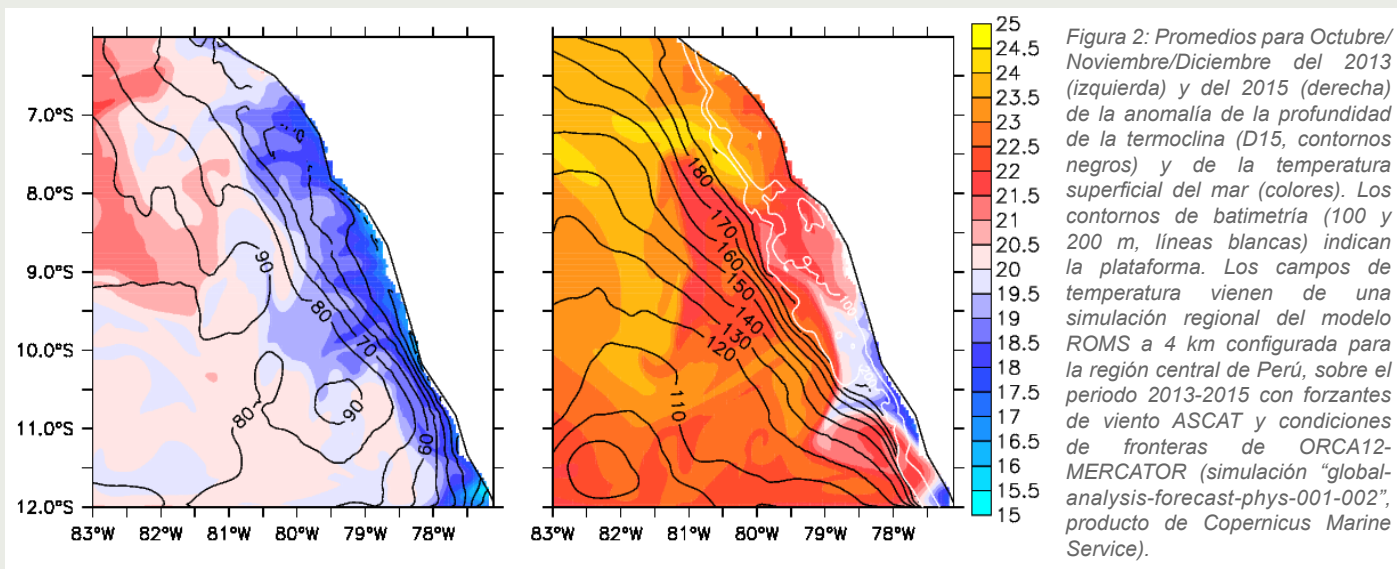 7.0°S
8.0°S
9.0°S
10.0°S
11.0°S
12.0°S
83°W 82°W 81°W 80°W 79°W 78°W
90
80
70
90
80
60
83°W 82°W 81°W 80°W 79°W 78°W
180
170
160
150
140
130
120
110
100
25
24.5
24
23.5
23
22.5
22
21.5
21
20.5
20
19.5
19
18.5
18
17.5
17
16.5
16
15.5
15
Figura 2: Promedios para Octubre/
Noviembre/Diciembre del 2013
(izquierda) y del 2015 (derecha)
de la anomalía de la profundidad
de la termoclina (D15, contornos
negros) y de la temperatura
superficial del mar (colores). Los
contornos de batimetría (100 y
200 m, líneas blancas) indican
la plataforma. Los campos de
temperatura vienen de una
simulación regional del modelo
ROMS a 4 km configurada para
la región central de Perú, sobre el
periodo 2013-2015 con forzantes
de viento ASCAT y condiciones
de fronteras de ORCA12-
MERCATOR (simulación “global-
analysis-forecast-phys-001-002”,
producto de Copernicus Marine
Service).